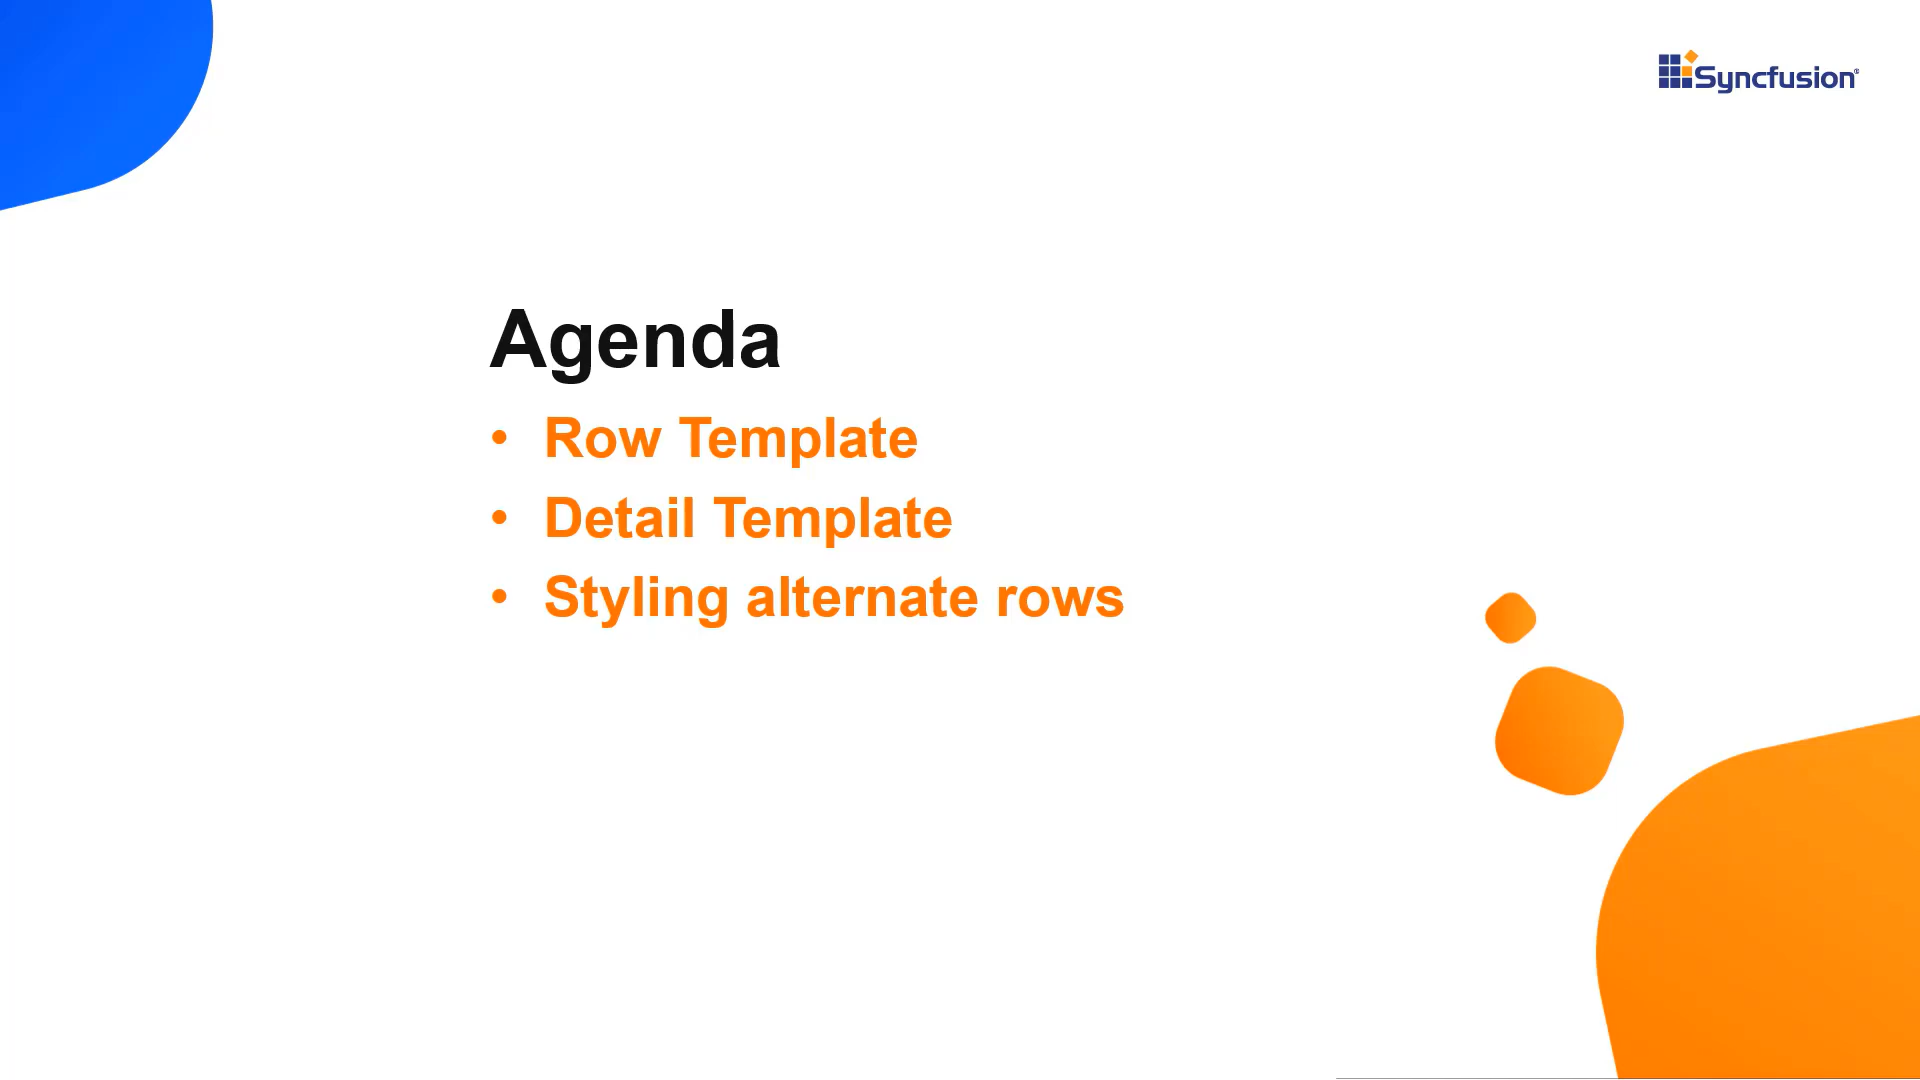 Syncfusion®
Agenda
• Row Template
• Detail Template
• Styling alternate rows